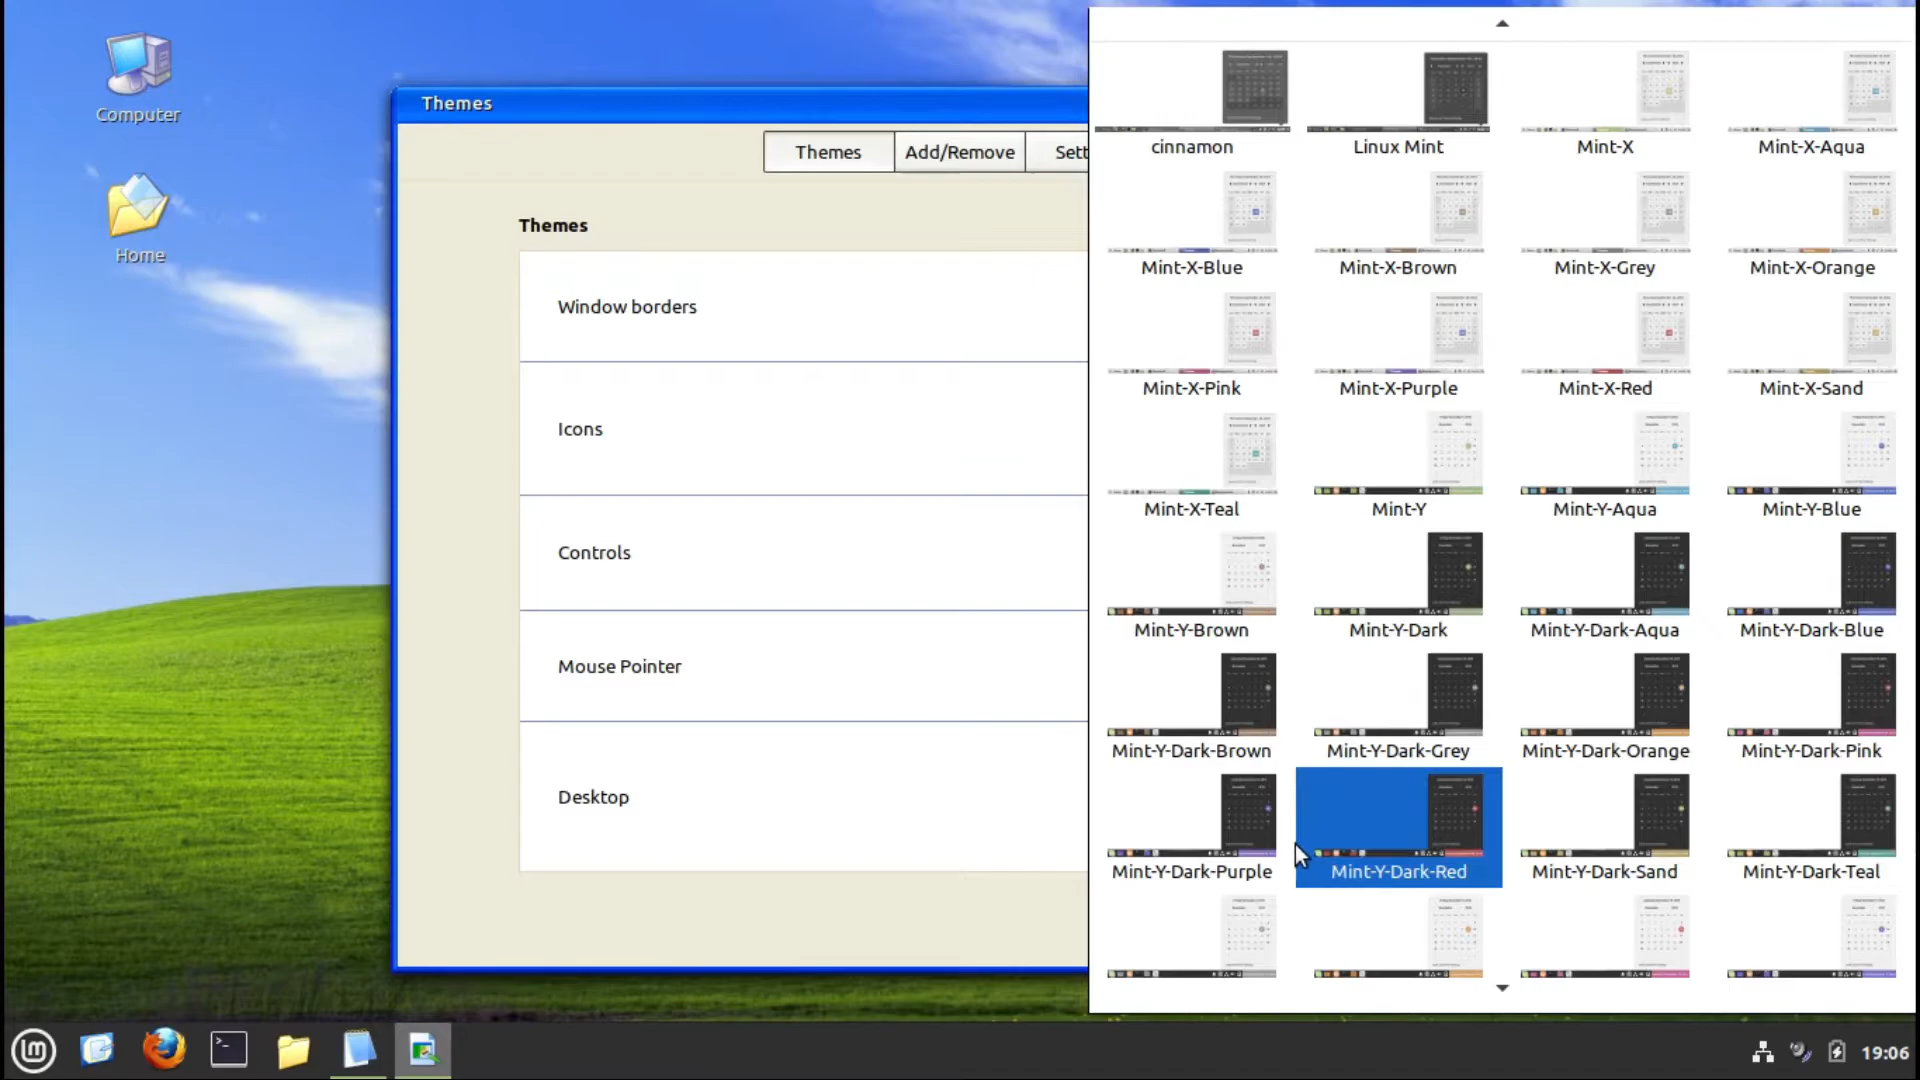 Computer
Home
Themes
Themes
Add/Remove
Sett
Themes
Window borders
Icons
Controls
Mouse Pointer
Desktop
cinnamon
Linux Mint
Mint-X
Mint-X-Aqua
Mint-X-Blue
Mint-X-Brown
Mint-X-Grey
Mint-X-Orange
Mint-X-Pink
Mint-X-Purple
Mint-X-Red
Mint-X-Sand
Mint-X-Teal
Mint-Y
Mint-Y-Aqua
Mint-Y-Blue
Mint-Y-Brown
Mint-Y-Dark
Mint-Y-Dark-Aqua
Mint-Y-Dark-Blue
Mint-Y-Dark-Brown
Mint-Y-Dark-Grey
Mint-Y-Dark-Orange
Mint-Y-Dark-Pink
Mint-Y-Dark-Purple
Mint-Y-Dark-Red
Mint-Y-Dark-Sand
Mint-Y-Dark-Teal
19:06